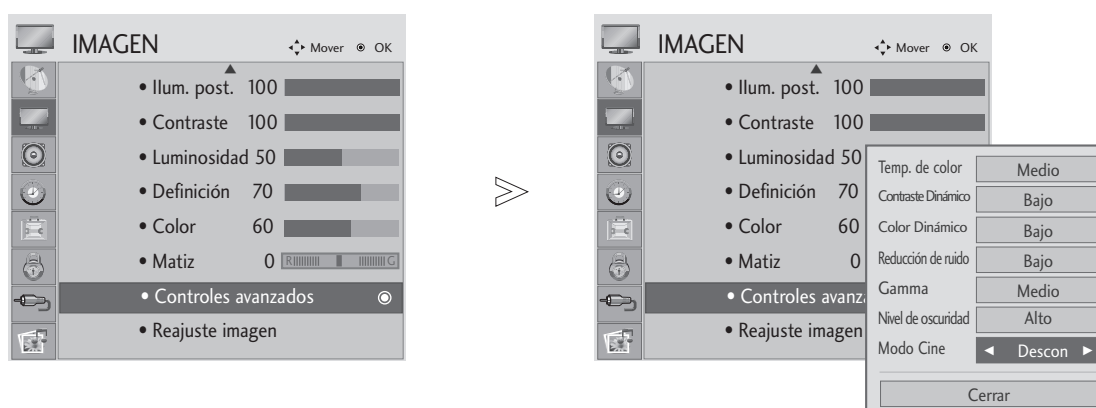 IMAGEN
Mover OK
Ilum. post. 100
Contraste 100
Luminosidad 50
Definición 70
Color 60
Matiz 0 R G
Controles avanzados
Reajuste imagen
IMAGEN
Mover OK
Ilum. post. 100
Contraste 100
Luminosidad 50
Definición 70
Color 60
Matiz 0
Controles avanza
Reajuste imagen
Temp. de color Medio
Contraste Dinámico Bajo
Color Dinámico Bajo
Reducción de ruido Bajo
Gamma Medio
Nivel de oscuridad Alto
Modo Cine Descon
Cerrar